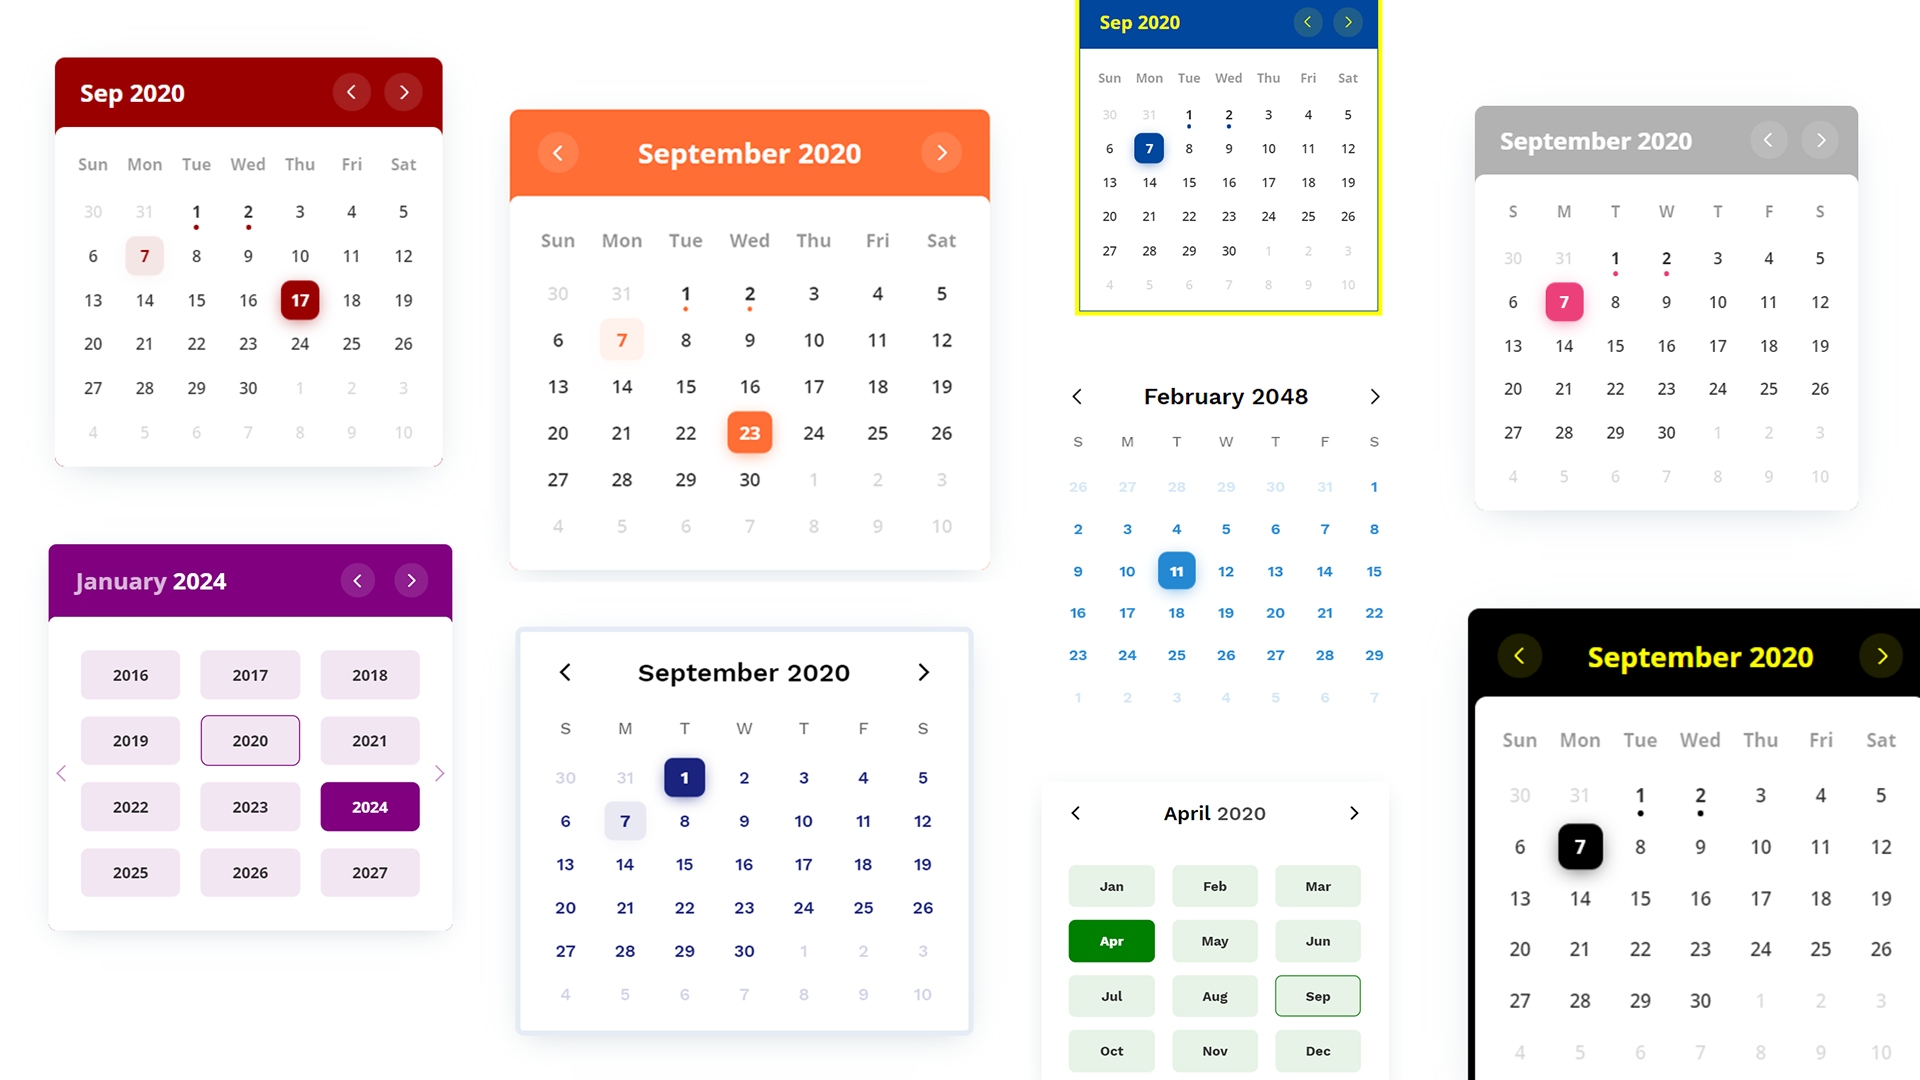 Sep 2020
Sun Mon Tue Wed Thu Fri Sat
30 31 1 2 3 4 5
6 7 8 9 10 11 12
13 14 15 16 17 18 19
20 21 22 23 24 25 26
27 28 29 30 1 2 3
4 5 6 7 8 9 10
January 2024
2016 2017 2018
2019 2020 2021
2022 2023 2024
2025 2026 2027
September 2020
Sun Mon Tue Wed Thu Fri Sat
30 31 1 2 3 4 5
6 7 8 9 10 11 12
13 14 15 16 17 18 19
20 21 22 23 24 25 26
27 28 29 30 1 2 3
4 5 6 7 8 9 10
September 2020
S M T W T F S
30 31 1 2 3 4 5
6 7 8 9 10 11 12
13 14 15 16 17 18 19
20 21 22 23 24 25 26
27 28 29 30 1 2 3
4 5 6 7 8 9 10
Sep 2020
Sun Mon Tue Wed Thu Fri Sat
30 31 1 2 3 4 5
6 7 8 9 10 11 12
13 14 15 16 17 18 19
20 21 22 23 24 25 26
27 28 29 30 1 2 3
4 5 6 7 8 9 10
February 2048
S M T W T F S
26 27 28 29 30 31 1
2 3 4 5 6 7 8
9 10 11 12 13 14 15
16 17 18 19 20 21 22
23 24 25 26 27 28 29
1 2 3 4 5 6 7
April 2020
Jan Feb Mar
Apr May Jun
Jul Aug Sep
Oct Nov Dec
September 2020
S M T W T F S
30 31 1 2 3 4 5
6 7 8 9 10 11 12
13 14 15 16 17 18 19
20 21 22 23 24 25 26
27 28 29 30 1 2 3
4 5 6 7 8 9 10
September 2020
Sun Mon Tue Wed Thu Fri Sat
30 31 1 2 3 4 5
6 7 8 9 10 11 12
13 14 15 16 17 18 19
20 21 22 23 24 25 26
27 28 29 30 1 2 3
4 5 6 7 8 9 10